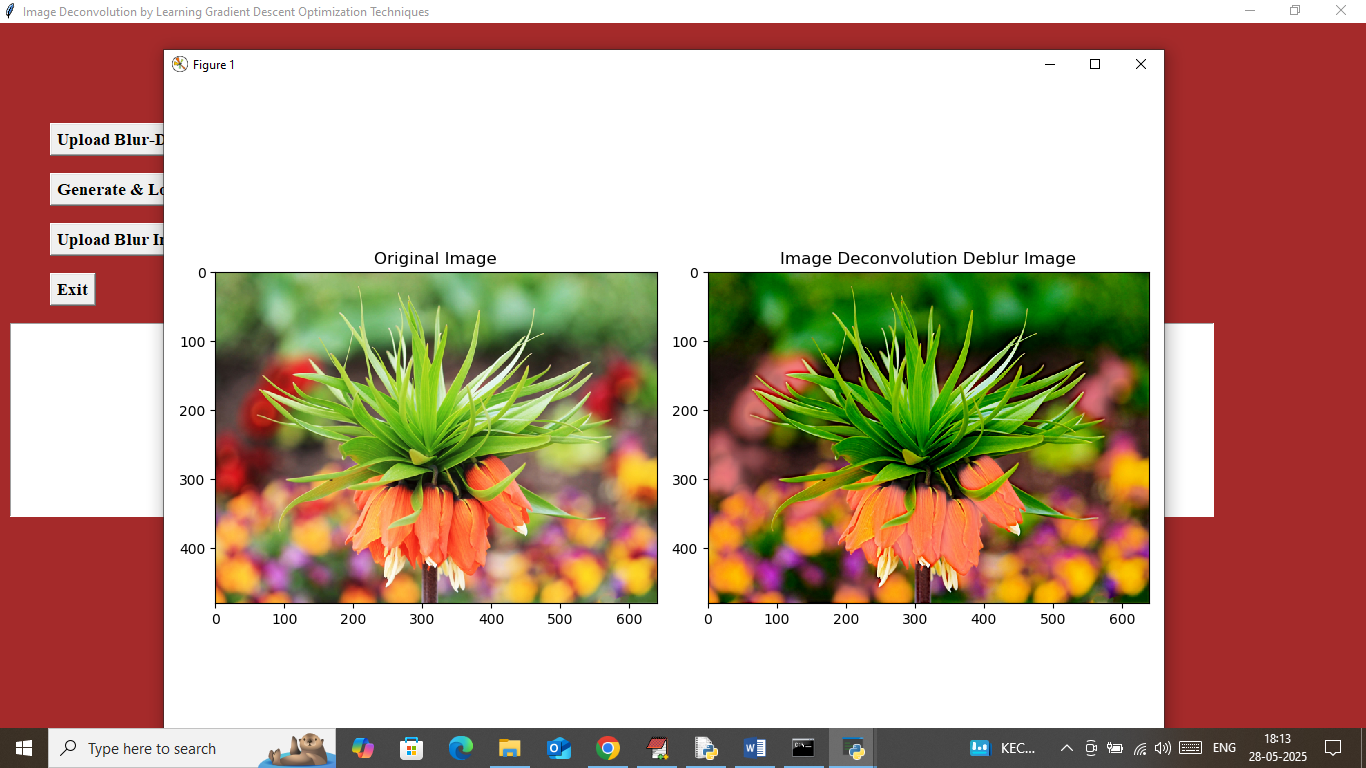 Image Deconvolution by Learning Gradient Descent Optimization Techniques
Figure 1
Upload Blur-D
Generate & Lo
Upload Blur In
Exit
Original Image
0
100
200
300
400
0 100 200 300 400 500 600
Image Deconvolution Deblur Image
0
100
200
300
400
0 100 200 300 400 500 600
Type here to search
KEC...
ENG
18:13
28-05-2025